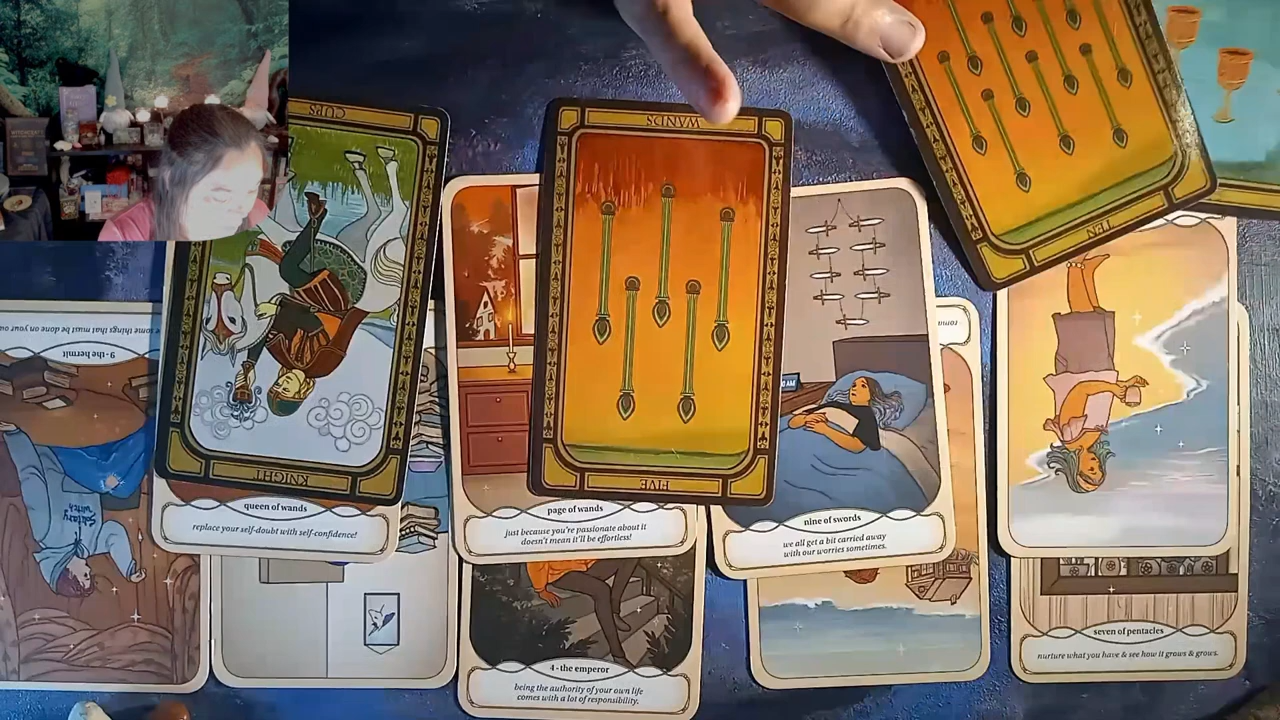 CUPS
KNIGHT
WANDS
FIVE
TEN
some things that must be done on your
9 - the hermit
Solitary
Witch
queen of wands
replace your self-doubt with self-confidence!
page of wands
just because you're passionate about it
doesn't mean it'll be effortless!
AM
nine of swords
we all get a bit carried away
with our worries sometimes.
4 - the emperor
being the authority of your own life
comes with a lot of responsibility.
seven of pentacles
nurture what you have & see how it grows & grows.